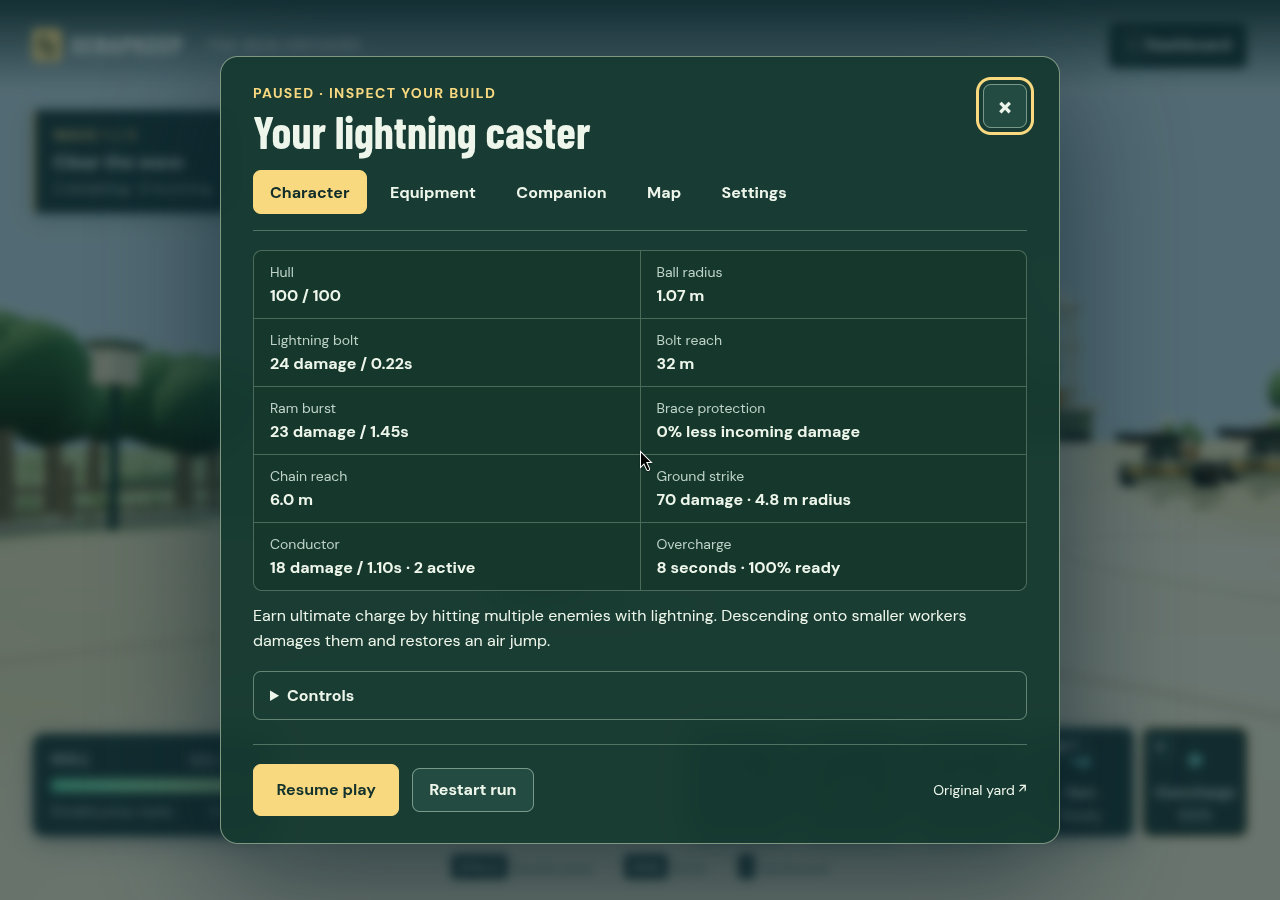 PAUSED · INSPECT YOUR BUILD
Your lightning caster
×
Character Equipment Companion Map Settings
Hull
100 / 100
Ball radius
1.07 m
Lightning bolt
24 damage / 0.22s
Bolt reach
32 m
Ram burst
23 damage / 1.45s
Brace protection
0% less incoming damage
Chain reach
6.0 m
Ground strike
70 damage · 4.8 m radius
Conductor
18 damage / 1.10s · 2 active
Overcharge
8 seconds · 100% ready
Earn ultimate charge by hitting multiple enemies with lightning. Descending onto smaller workers
damages them and restores an air jump.
▶ Controls
Resume play
Restart run
Original yard ↗